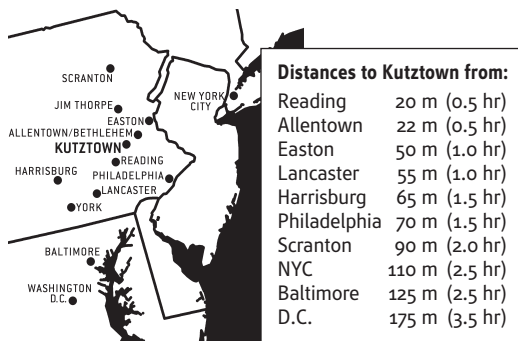 SCRANTON
NEW YORK
CITY
JIM THORPE
EASTON
ALLENTOWN/BETHLEHEM
KUTZTOWN
READING
HARRISBURG
PHILADELPHIA
LANCASTER
YORK
BALTIMORE
WASHINGTON
D.C.
Distances to Kutztown from:
Reading 20 m (0.5 hr)
Allentown 22 m (0.5 hr)
Easton 50 m (1.0 hr)
Lancaster 55 m (1.0 hr)
Harrisburg 65 m (1.5 hr)
Philadelphia 70 m (1.5 hr)
Scranton 90 m (2.0 hr)
NYC 110 m (2.5 hr)
Baltimore 125 m (2.5 hr)
D.C. 175 m (3.5 hr)